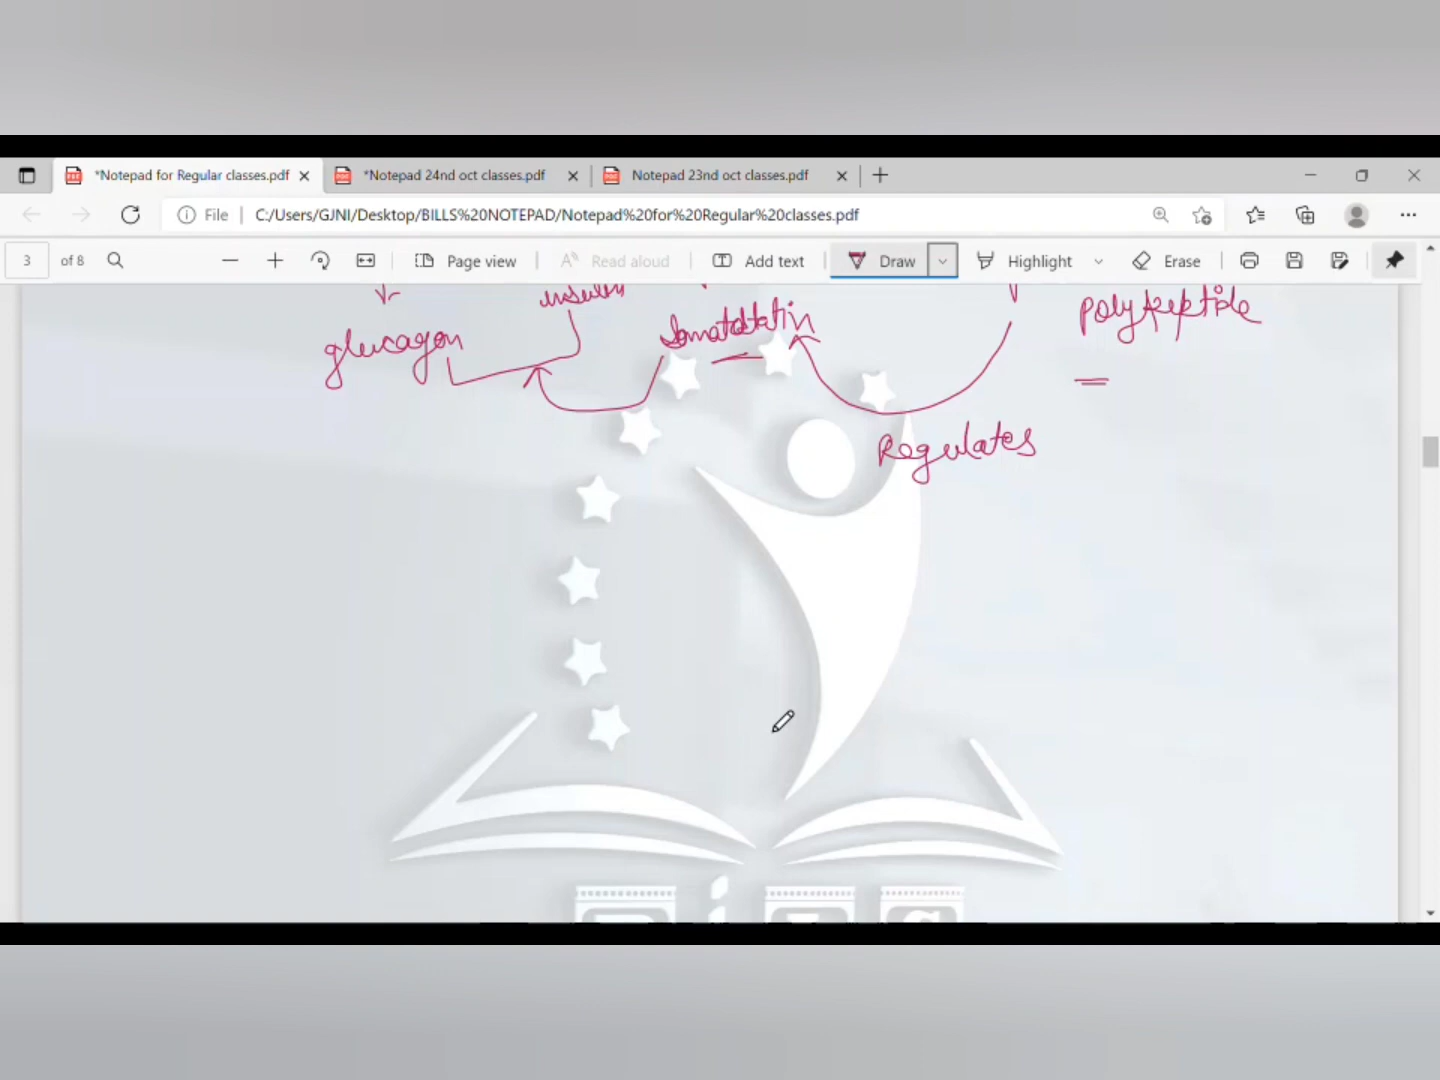 *Notepad for Regular classes.pdf
*Notepad 24nd oct classes.pdf
Notepad 23nd oct classes.pdf
File
C:/Users/GJNI/Desktop/BILLS%20NOTEPAD/Notepad%20for%20Regular%20classes.pdf
3 of 8
Page view
Read aloud
Add text
Draw
Highlight
Erase
insulin
glucagon
polypeptide
Regulates